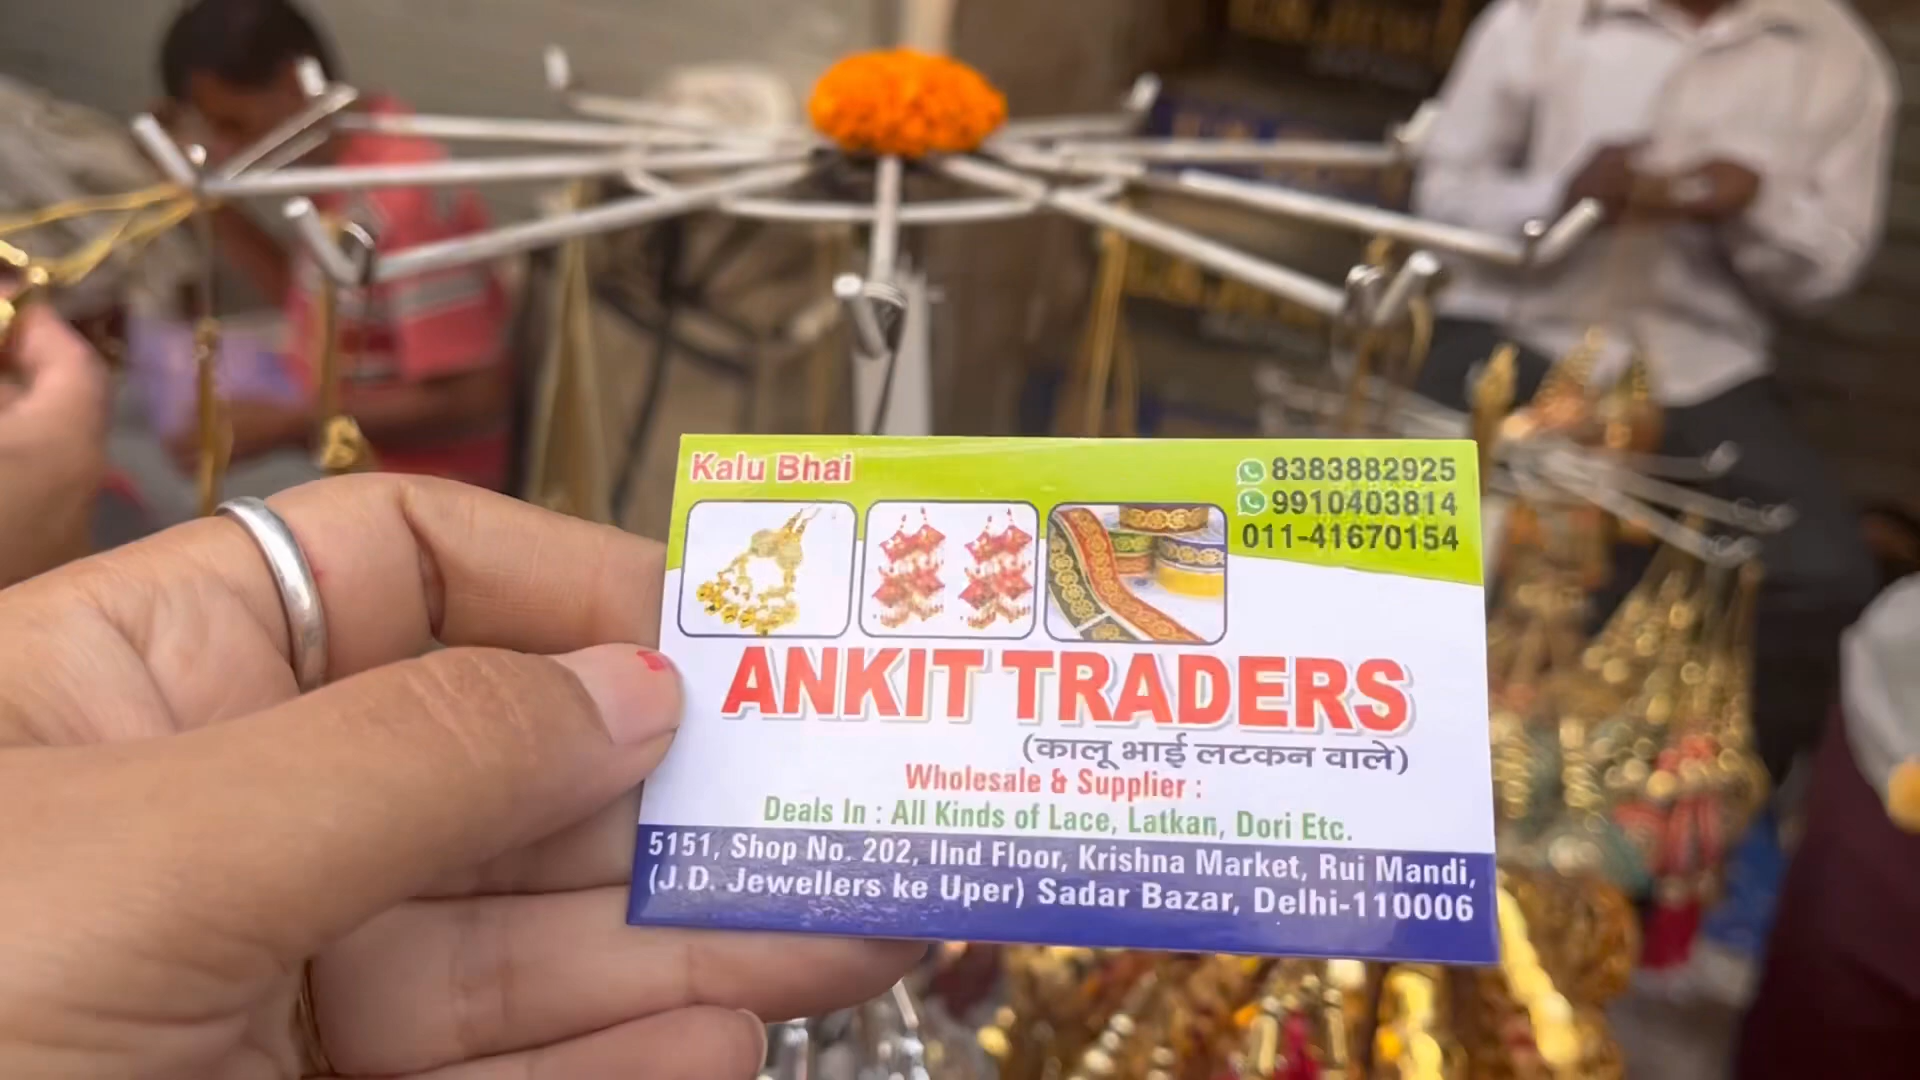 Kalu Bhai
8383882925
9910403814
011-41670154
ANKIT TRADERS
(कालू भाई लटकन वाले)
Wholesale & Supplier :
Deals In : All Kinds of Lace, Latkan, Dori Etc.
5151, Shop No. 202, IInd Floor, Krishna Market, Rui Mandi,
(J.D. Jewellers ke Uper) Sadar Bazar, Delhi-110006